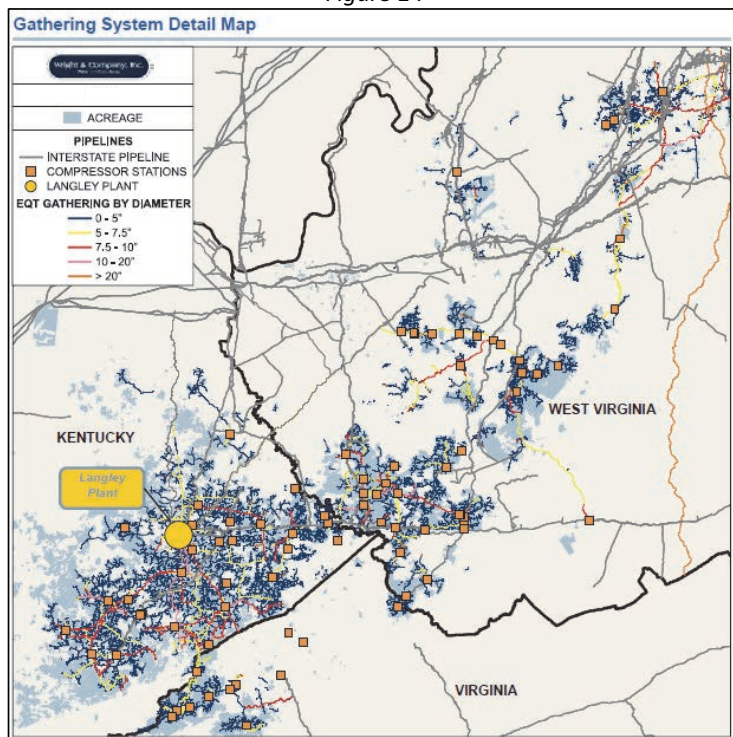 Gathering System Detail Map
Wright & Company, Inc.
ACREAGE
PIPELINES
INTERSTATE PIPELINE
COMPRESSOR STATIONS
LANGLEY PLANT
EQT GATHERING BY DIAMETER
0 - 5"
5 - 7.5"
7.5 - 10"
10 - 20"
> 20"
WEST VIRGINIA
KENTUCKY
Langley
Plant
VIRGINIA